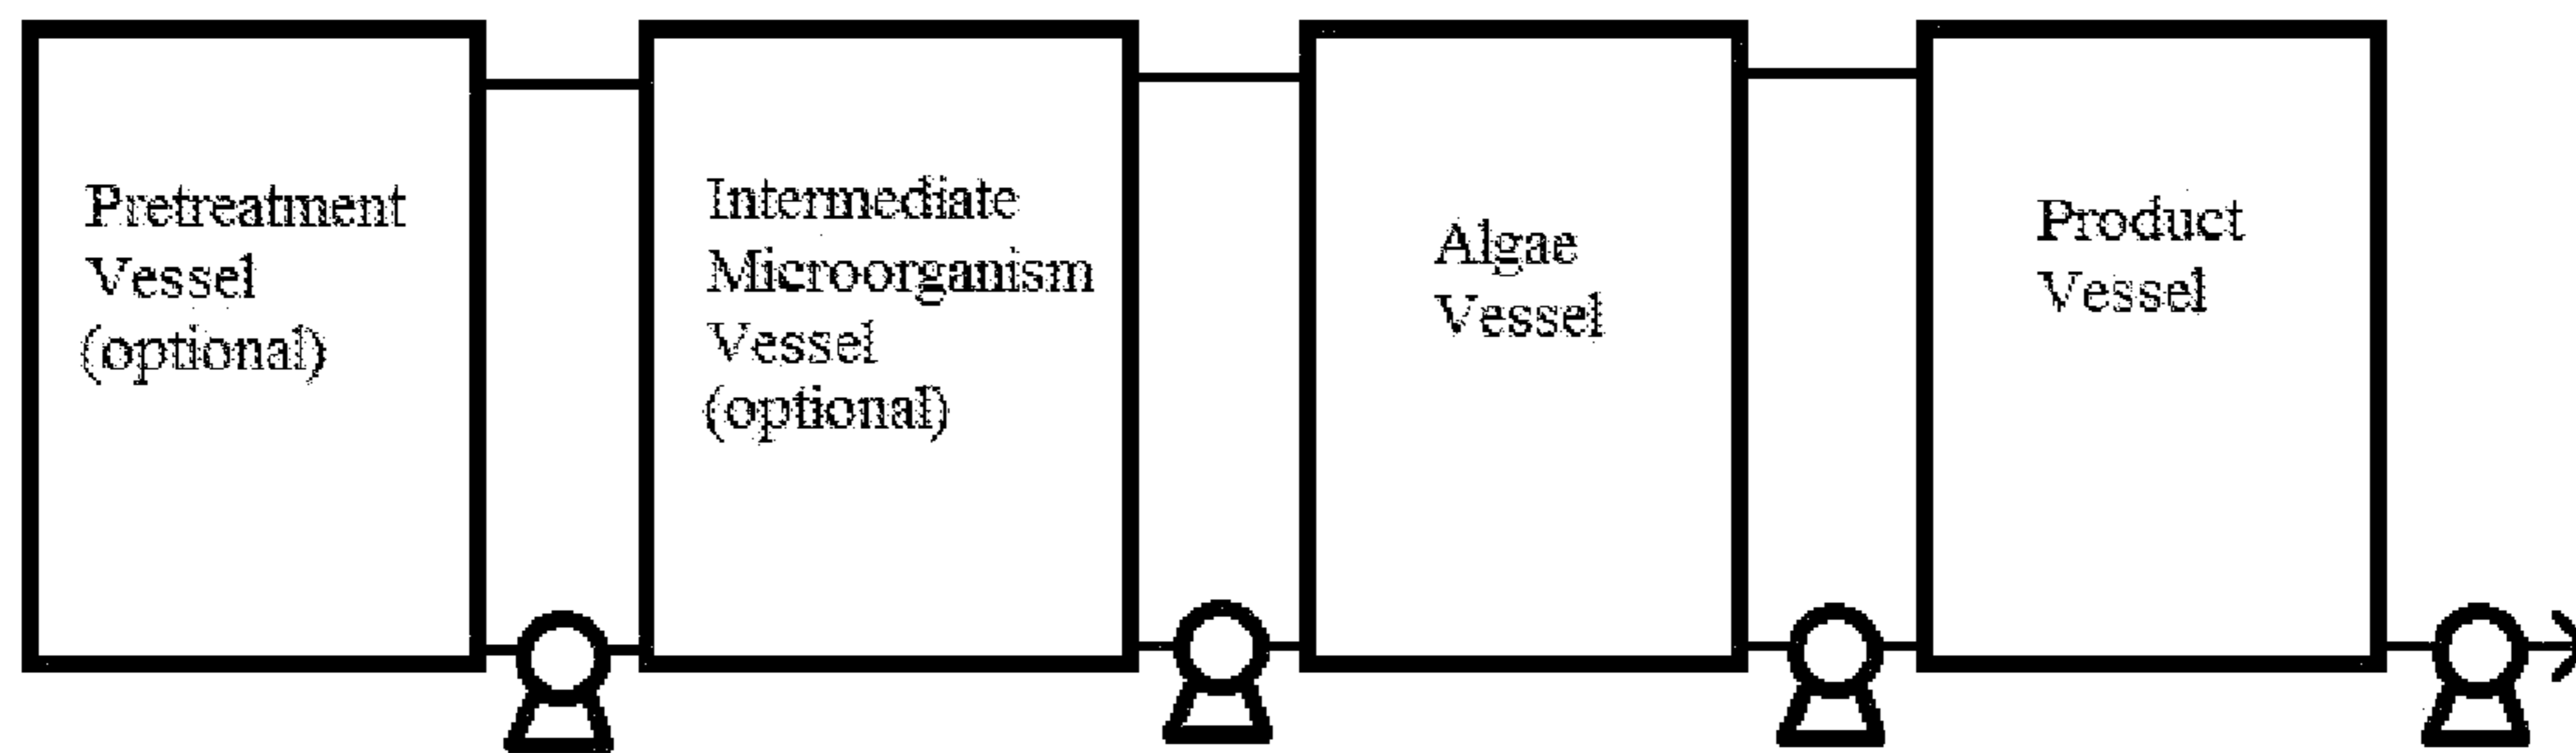 Pretreatment
Vessel
(optional)
Intermediate
Microorganism
Vessel
(optional)
Algae
Vessel
Product
Vessel